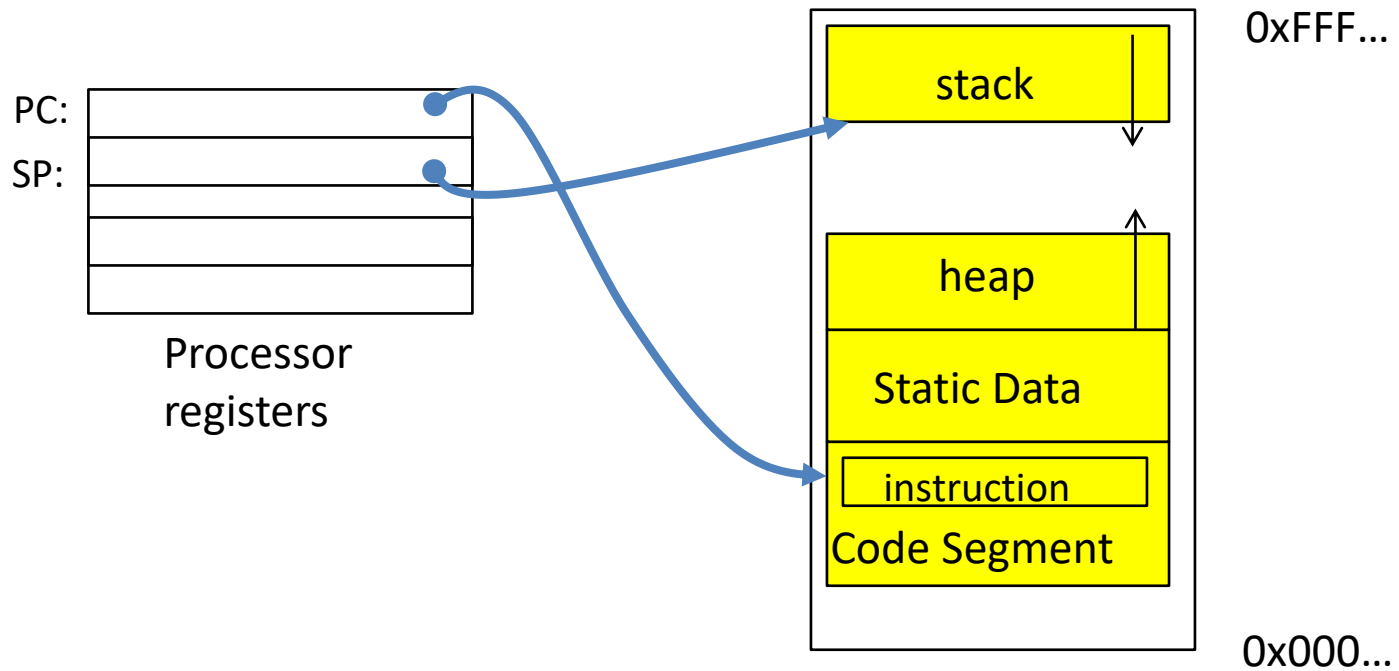 0xFFF…
stack
PC:
SP:
heap
Processor
registers
Static Data
instruction
Code Segment
0x000…